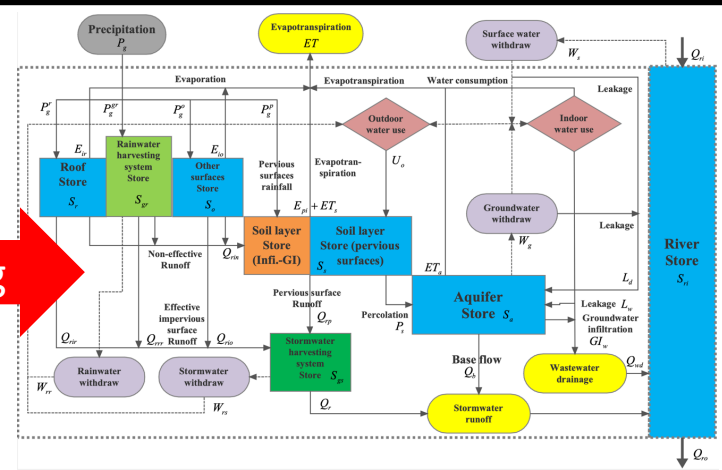 Precipitation
P_g
Evapotranspiration
ET
Surface water
withdraw
W_s
Q_ri
Evaporation
Evapotranspiration
Water consumption
Leakage
P_g^r
P_g^gr
P_g^o
P_g^p
Outdoor
water use
Indoor
water use
E_ir
Rainwater
harvesting
system
Store
S_gr
E_io
Roof
Store
S_r
Other
surfaces
Store
S_o
Pervious
surfaces
rainfall
Evapotran-
spiration
U_o
E_pi + ET_s
Groundwater
withdraw
W_g
Leakage
River
Store
S_ri
g
Non-effective
Runoff
Q_rin
Soil layer
Store
(Infi.-GI)
S_s
Soil layer
Store (pervious
surfaces)
ET_a
L_d
Aquifer
Store S_a
Effective
impervious
surface
Runoff
Pervious surface
Runoff
Q_rp
Percolation
P_s
Leakage L_w
Groundwater
infiltration
GI_w
Q_rir
Q_rrr
Q_rio
Stormwater
harvesting
system
Store S_gs
Base flow
Q_b
W_rr
Rainwater
withdraw
Stormwater
withdraw
W_rs
Wastewater
drainage
Q_wd
Q_r
Stormwater
runoff
Q_ro